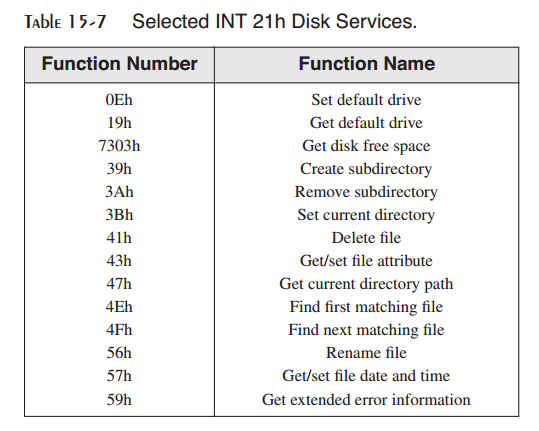 TABLE 15-7 Selected INT 21h Disk Services.
Function Number Function Name
0Eh Set default drive
19h Get default drive
7303h Get disk free space
39h Create subdirectory
3Ah Remove subdirectory
3Bh Set current directory
41h Delete file
43h Get/set file attribute
47h Get current directory path
4Eh Find first matching file
4Fh Find next matching file
56h Rename file
57h Get/set file date and time
59h Get extended error information